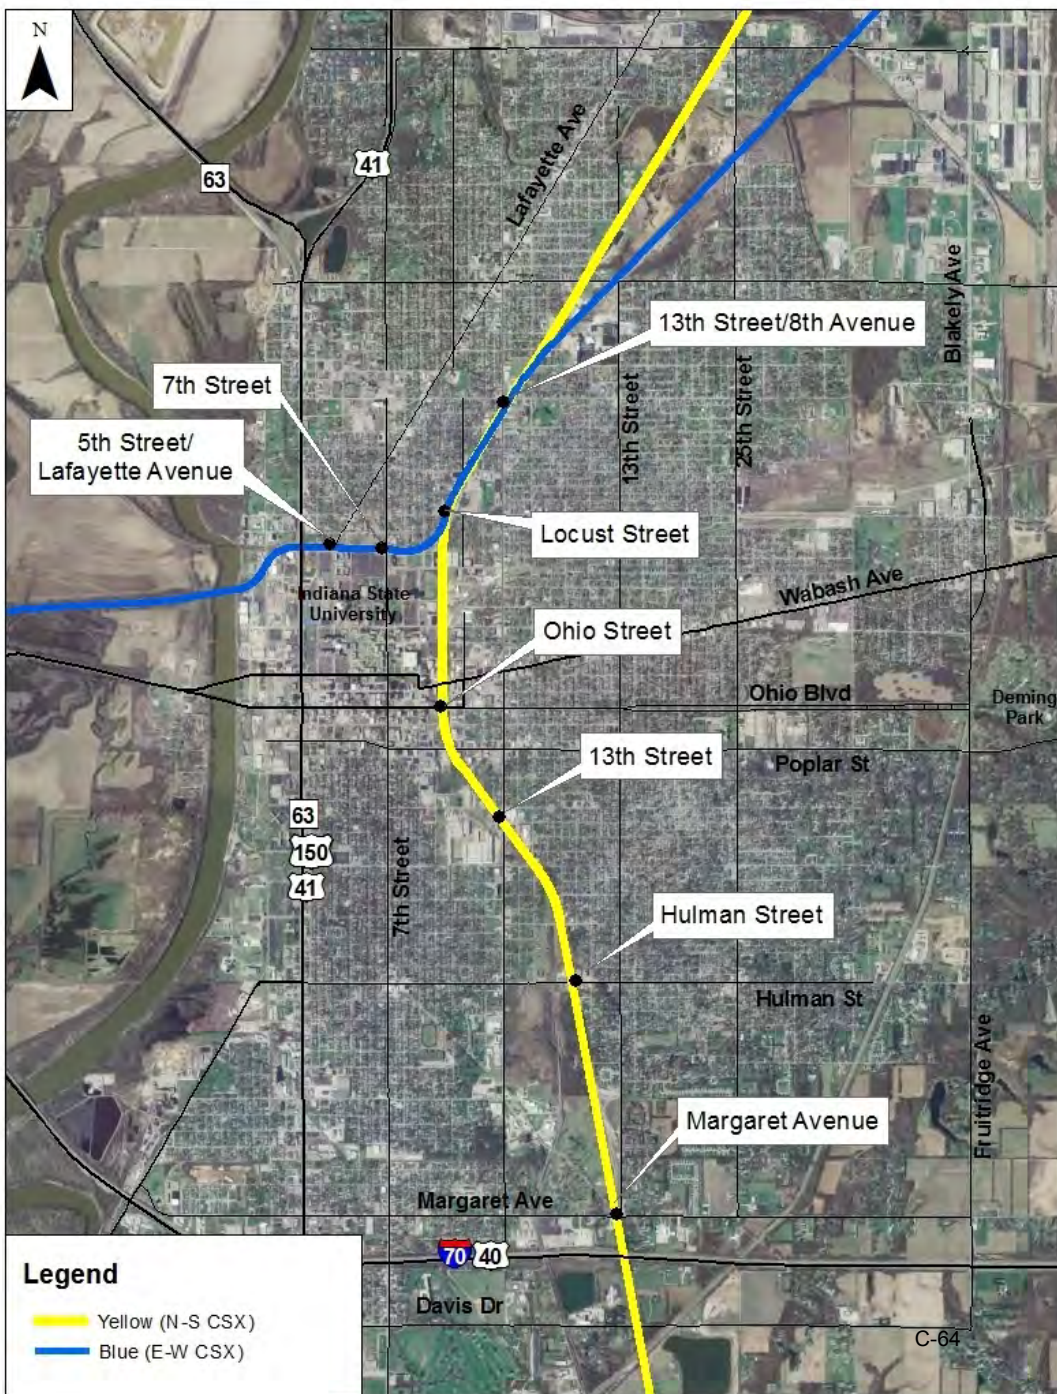 N
63
41
Lafayette Ave
Blakely Ave
13th Street/8th Avenue
7th Street
5th Street/
Lafayette Avenue
13th Street
25th Street
Locust Street
Wabash Ave
Indiana State
University
Ohio Street
Ohio Blvd
Deming
Park
13th Street
Poplar St
63
150
41
7th Street
Hulman Street
Hulman St
Fruitridge Ave
Margaret Avenue
Margaret Ave
70
40
Davis Dr
C-64
Legend
Yellow (N-S CSX)
Blue (E-W CSX)